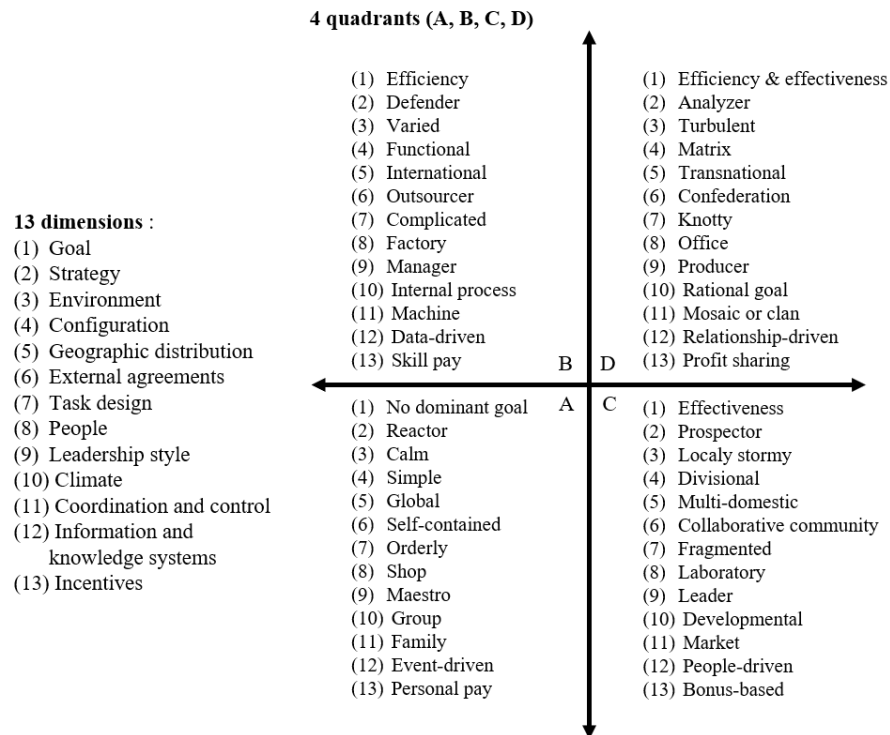 4 quadrants (A, B, C, D)
13 dimensions :
(1) Goal
(2) Strategy
(3) Environment
(4) Configuration
(5) Geographic distribution
(6) External agreements
(7) Task design
(8) People
(9) Leadership style
(10) Climate
(11) Coordination and control
(12) Information and
knowledge systems
(13) Incentives
(1) Efficiency
(2) Defender
(3) Varied
(4) Functional
(5) International
(6) Outsourcer
(7) Complicated
(8) Factory
(9) Manager
(10) Internal process
(11) Machine
(12) Data-driven
(13) Skill pay
B
(1) Efficiency & effectiveness
(2) Analyzer
(3) Turbulent
(4) Matrix
(5) Transnational
(6) Confederation
(7) Knotty
(8) Office
(9) Producer
(10) Rational goal
(11) Mosaic or clan
(12) Relationship-driven
(13) Profit sharing
D
(1) No dominant goal
(2) Reactor
(3) Calm
(4) Simple
(5) Global
(6) Self-contained
(7) Orderly
(8) Shop
(9) Maestro
(10) Group
(11) Family
(12) Event-driven
(13) Personal pay
A
C
(1) Effectiveness
(2) Prospector
(3) Localy stormy
(4) Divisional
(5) Multi-domestic
(6) Collaborative community
(7) Fragmented
(8) Laboratory
(9) Leader
(10) Developmental
(11) Market
(12) People-driven
(13) Bonus-based